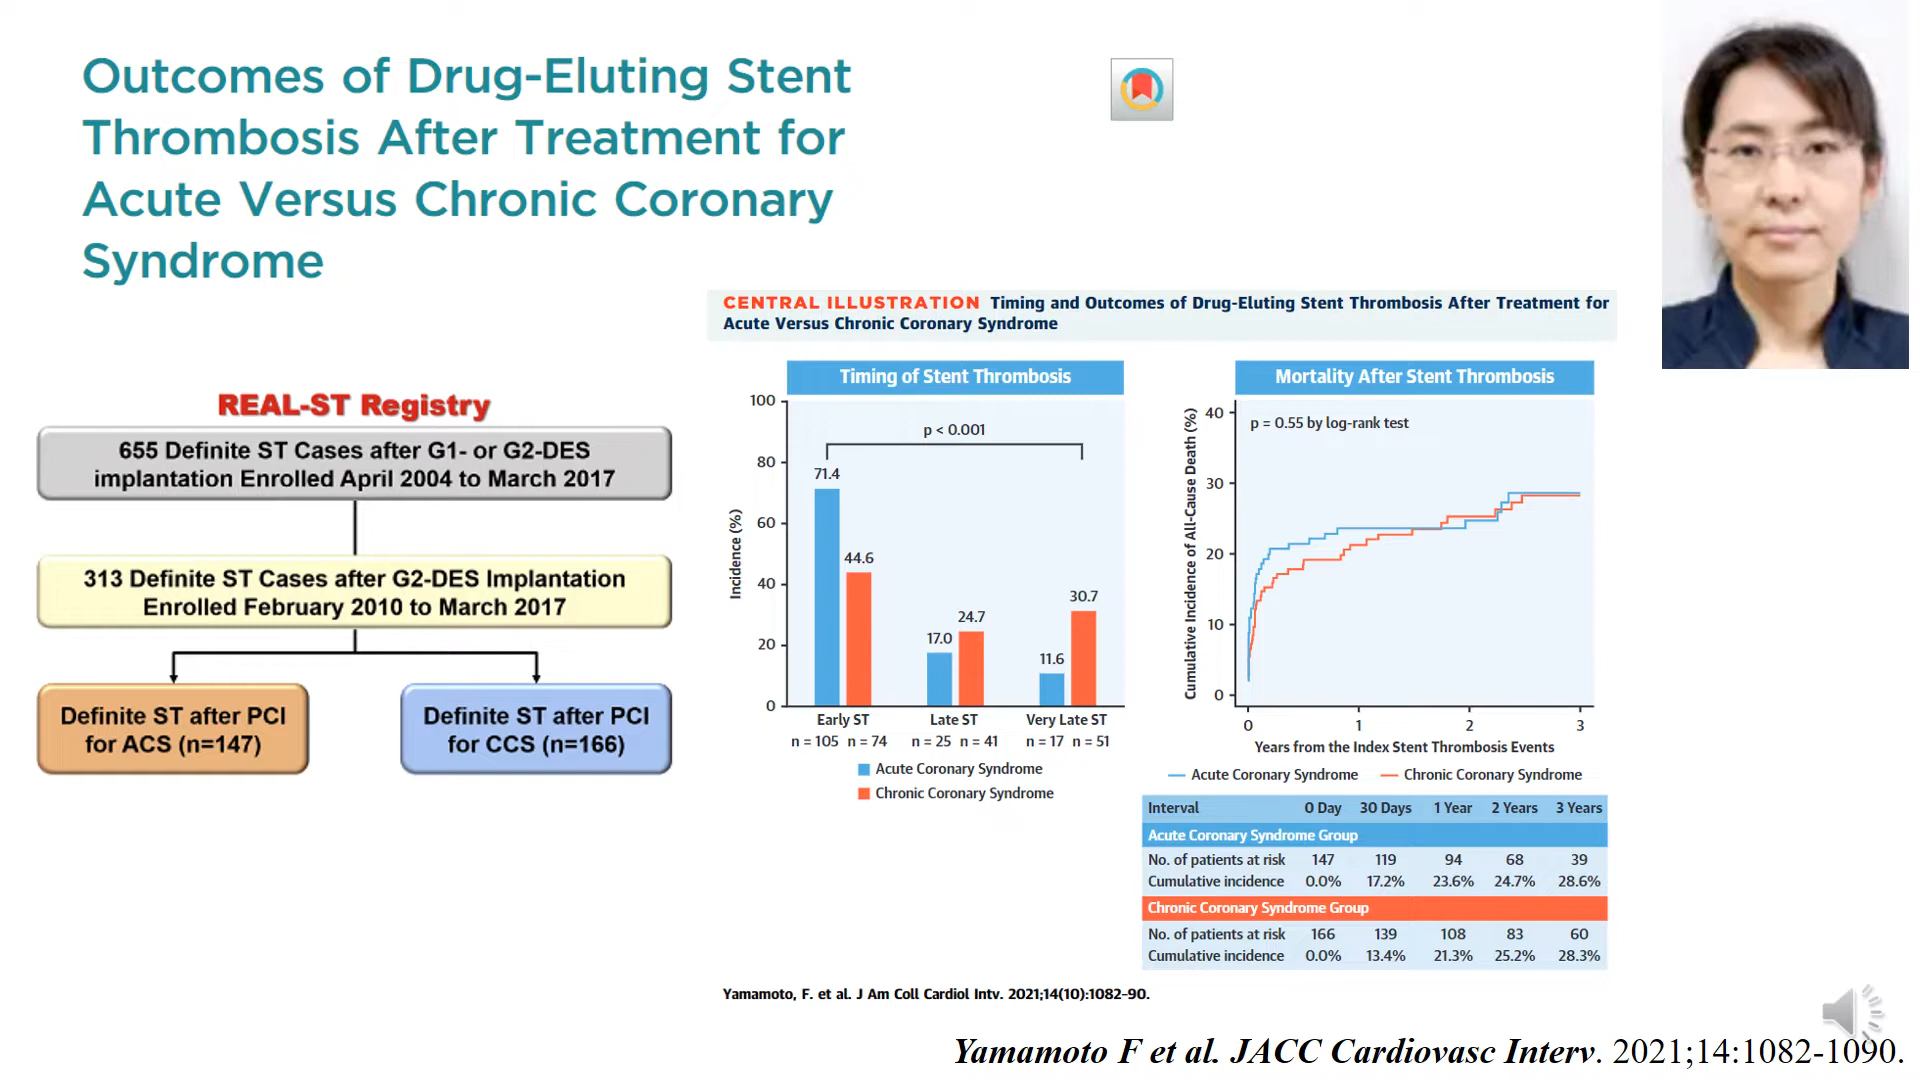 Outcomes of Drug-Eluting Stent
Thrombosis After Treatment for
Acute Versus Chronic Coronary
Syndrome
REAL-ST Registry
655 Definite ST Cases after G1- or G2-DES
implantation Enrolled April 2004 to March 2017
313 Definite ST Cases after G2-DES Implantation
Enrolled February 2010 to March 2017
Definite ST after PCI
for ACS (n=147)
Definite ST after PCI
for CCS (n=166)
CENTRAL ILLUSTRATION Timing and Outcomes of Drug-Eluting Stent Thrombosis After Treatment for
Acute Versus Chronic Coronary Syndrome
Timing of Stent Thrombosis
Incidence (%)
100
80
60
40
20
0
p < 0.001
71.4
44.6
17.0
24.7
11.6
30.7
Early ST
Late ST
Very Late ST
n = 105 n = 74
n = 25 n = 41
n = 17 n = 51
Acute Coronary Syndrome
Chronic Coronary Syndrome
Mortality After Stent Thrombosis
Cumulative Incidence of All-Cause Death (%)
40
30
20
10
0
p = 0.55 by log-rank test
0 1 2 3
Years from the Index Stent Thrombosis Events
Acute Coronary Syndrome Chronic Coronary Syndrome
Interval 0 Day 30 Days 1 Year 2 Years 3 Years
Acute Coronary Syndrome Group
No. of patients at risk 147 119 94 68 39
Cumulative incidence 0.0% 17.2% 23.6% 24.7% 28.6%
Chronic Coronary Syndrome Group
No. of patients at risk 166 139 108 83 60
Cumulative incidence 0.0% 13.4% 21.3% 25.2% 28.3%
Yamamoto, F. et al. J Am Coll Cardiol Intv. 2021;14(10):1082-90.
Yamamoto F et al. JACC Cardiovasc Interv. 2021;14:1082-1090.